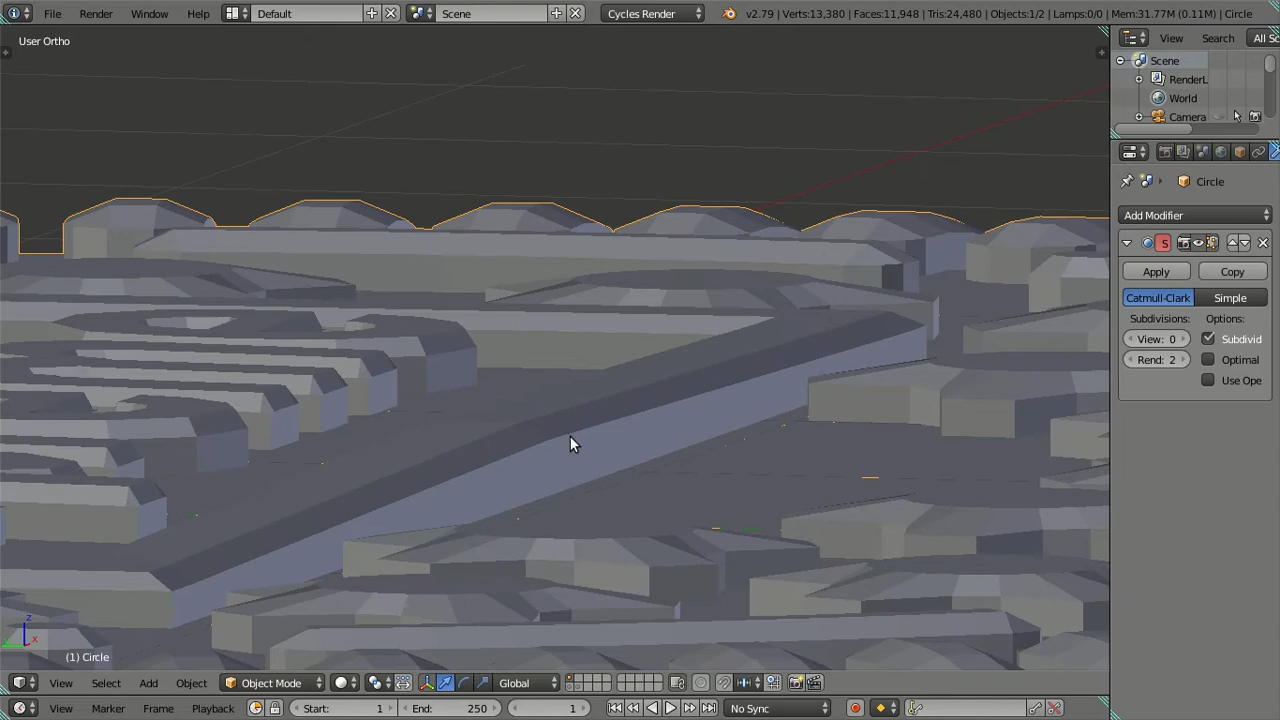 File Render Window Help Default Scene Cycles Render v2.79 | Verts:13,380 | Faces:11,948 | Tris:24,480 | Objects:1/2 | Lamps:0/0 | Mem:31.77M (0.11M) | Circle
User Ortho
View Search All Sc
Scene
RenderL
World
Camera
Circle
Add Modifier
S
Apply Copy
Catmull-Clark Simple
Subdivisions: Options:
View: 0 Subdivid
Rend: 2 Optimal
Use Ope
z
x
y
(1) Circle
View Select Add Object Object Mode Global
View Marker Frame Playback Start: 1 End: 250 1 No Sync